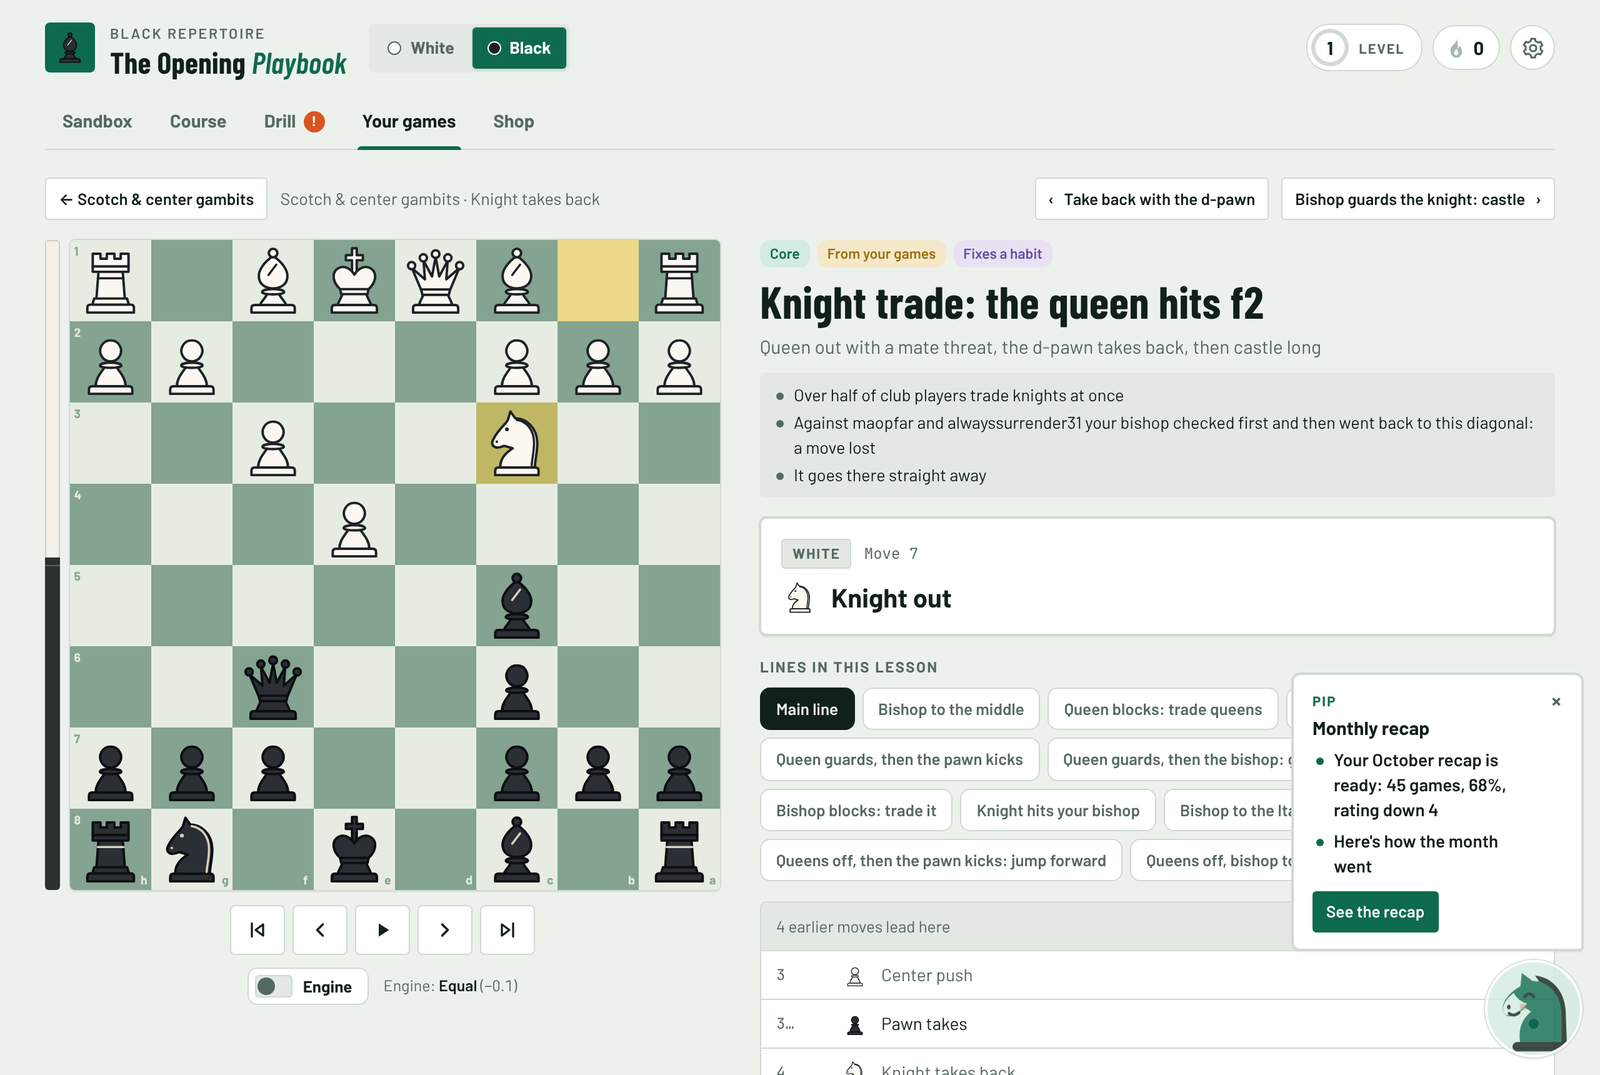 BLACK REPERTOIRE
The Opening Playbook
White
Black
1 LEVEL
0
Sandbox
Course
Drill !
Your games
Shop
← Scotch & center gambits
Scotch & center gambits · Knight takes back
‹ Take back with the d-pawn
Bishop guards the knight: castle ›
1
2
3
4
5
6
7
8
h
g
f
e
d
c
b
a
Engine
Engine: Equal (−0.1)
Core
From your games
Fixes a habit
Knight trade: the queen hits f2
Queen out with a mate threat, the d-pawn takes back, then castle long
Over half of club players trade knights at once
Against maopfar and alwayssurrender31 your bishop checked first and then went back to this diagonal:
a move lost
It goes there straight away
WHITE Move 7
Knight out
LINES IN THIS LESSON
Main line
Bishop to the middle
Queen blocks: trade queens
Queen guards, then the pawn kicks
Queen guards, then the bishop:
Bishop blocks: trade it
Knight hits your bishop
Bishop to the Ita
Queens off, then the pawn kicks: jump forward
Queens off, bishop to
4 earlier moves lead here
3 Center push
3... Pawn takes
4 Knight takes back
PIP
×
Monthly recap
Your October recap is
ready: 45 games, 68%,
rating down 4
Here's how the month
went
See the recap